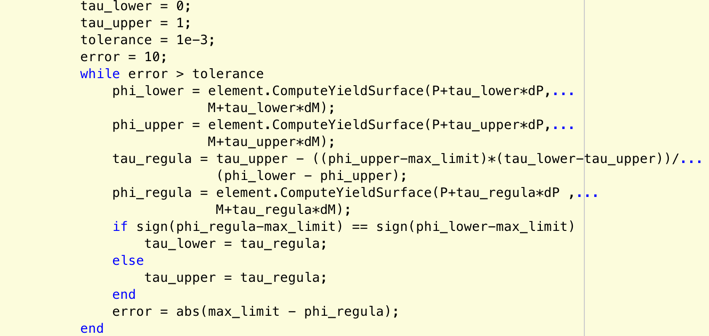 tau_lower = 0;
tau_upper = 1;
tolerance = 1e-3;
error = 10;
while error > tolerance
phi_lower = element.ComputeYieldSurface(P+tau_lower*dP,...
M+tau_lower*dM);
phi_upper = element.ComputeYieldSurface(P+tau_upper*dP,...
M+tau_upper*dM);
tau_regula = tau_upper - ((phi_upper-max_limit)*(tau_lower-tau_upper))/...
(phi_lower - phi_upper);
phi_regula = element.ComputeYieldSurface(P+tau_regula*dP ,...
M+tau_regula*dM);
if sign(phi_regula-max_limit) == sign(phi_lower-max_limit)
tau_lower = tau_regula;
else
tau_upper = tau_regula;
end
error = abs(max_limit - phi_regula);
end